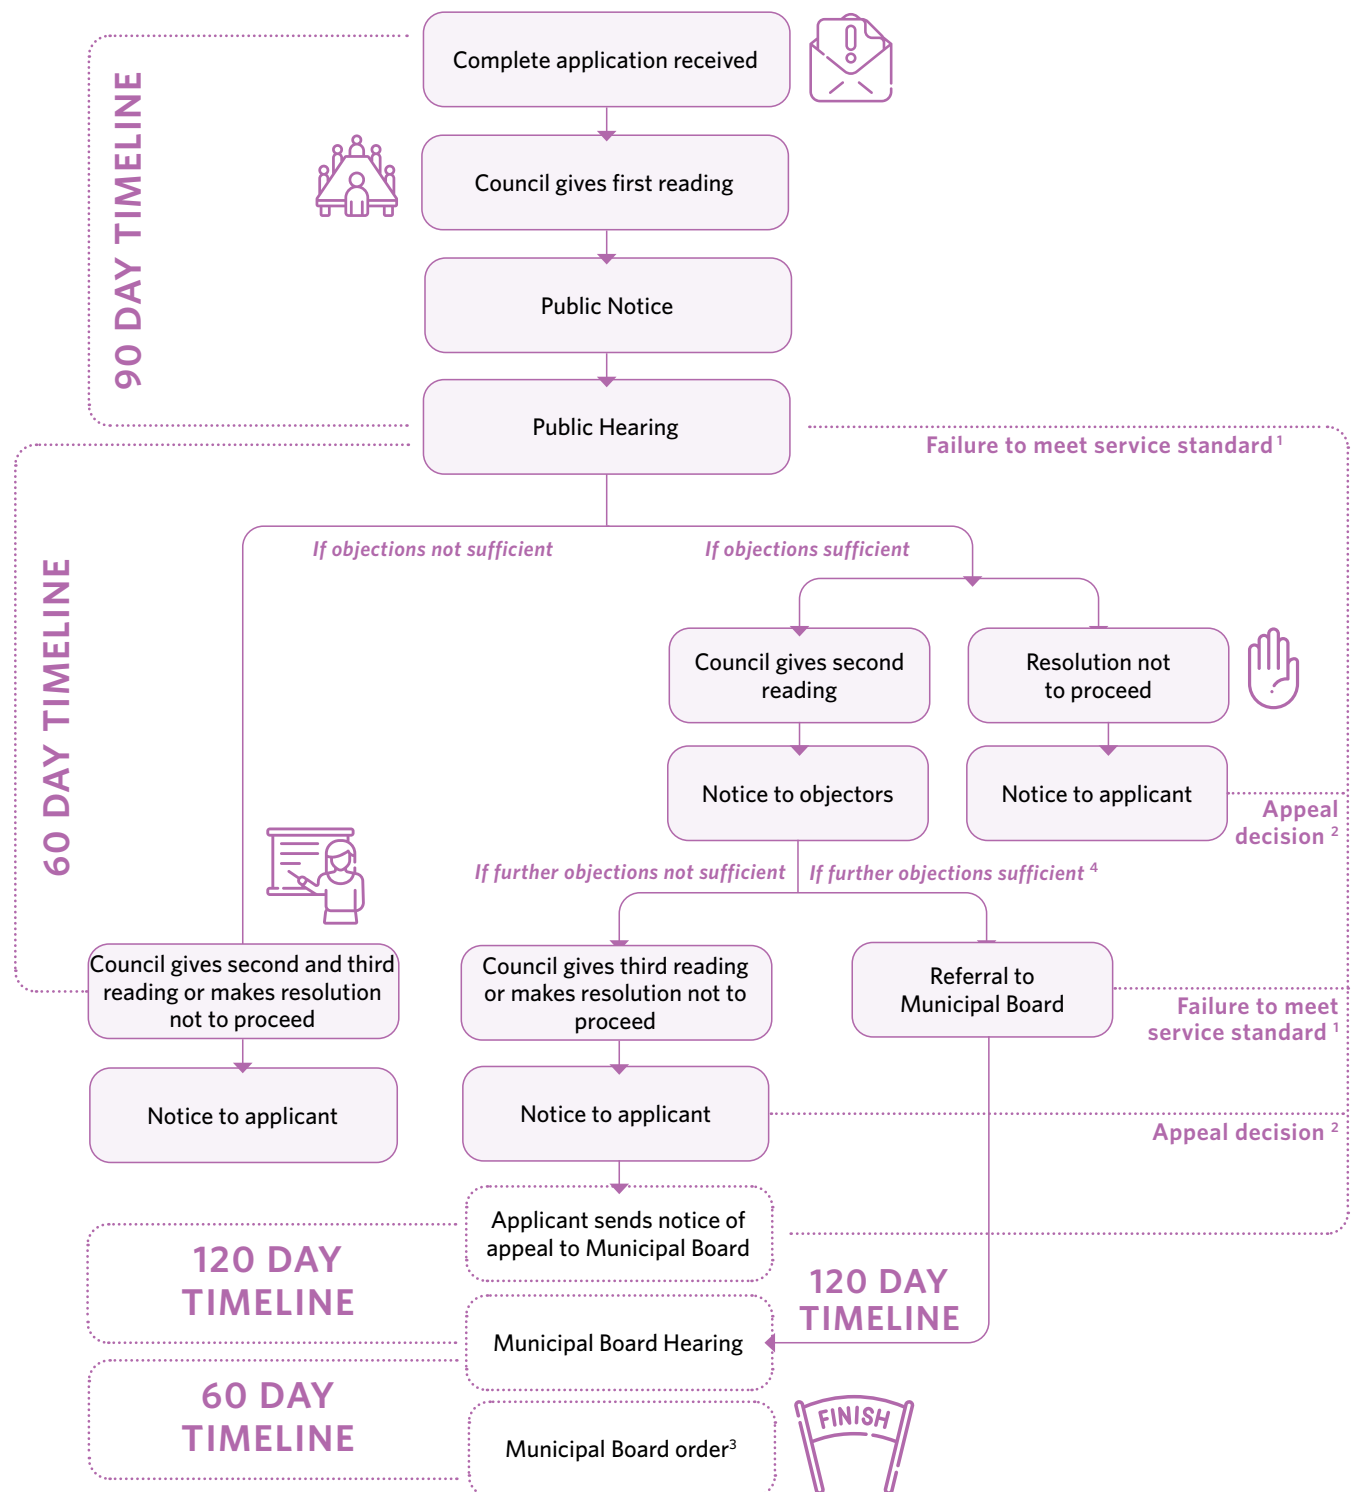 Complete application received
90 DAY TIMELINE
Council gives first reading
Public Notice
Public Hearing
Failure to meet service standard¹
60 DAY TIMELINE
If objections not sufficient
If objections sufficient
Council gives second
reading
Resolution not
to proceed
Notice to objectors
Notice to applicant
Appeal
decision ²
If further objections not sufficient
If further objections sufficient ⁴
Council gives second and third
reading or makes resolution
not to proceed
Council gives third reading
or makes resolution not to
proceed
Referral to
Municipal Board
Failure to meet
service standard ¹
Notice to applicant
Notice to applicant
Appeal decision ²
Applicant sends notice of
appeal to Municipal Board
120 DAY
TIMELINE
120 DAY
TIMELINE
Municipal Board Hearing
60 DAY
TIMELINE
Municipal Board order³
FINISH